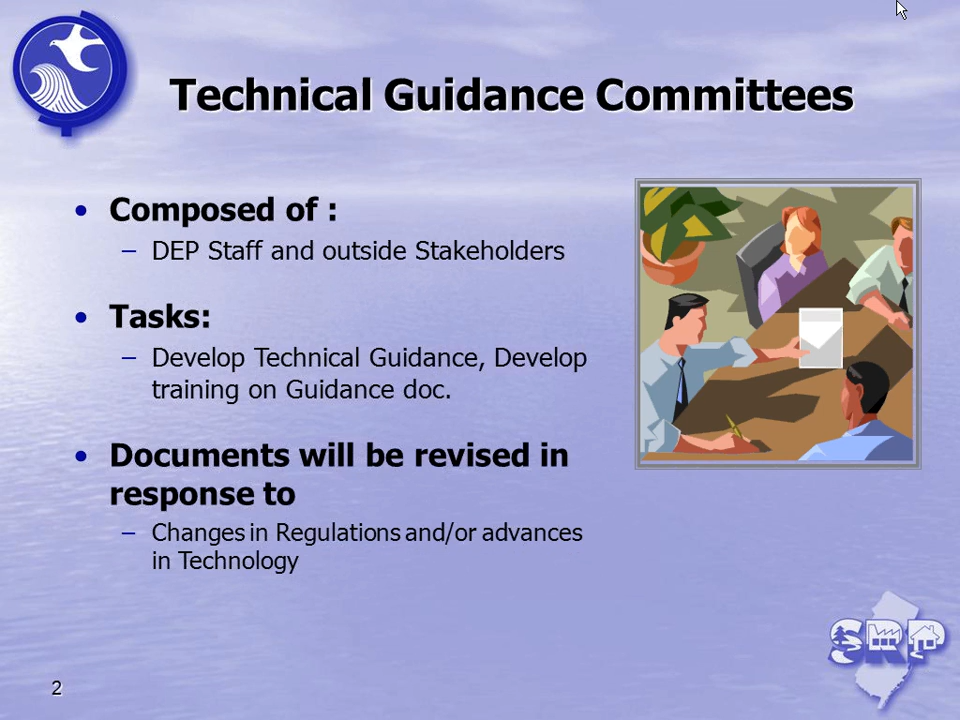 Technical Guidance Committees
• Composed of :
– DEP Staff and outside Stakeholders
• Tasks:
– Develop Technical Guidance, Develop
training on Guidance doc.
• Documents will be revised in
response to
– Changes in Regulations and/or advances
in Technology
SRP
2